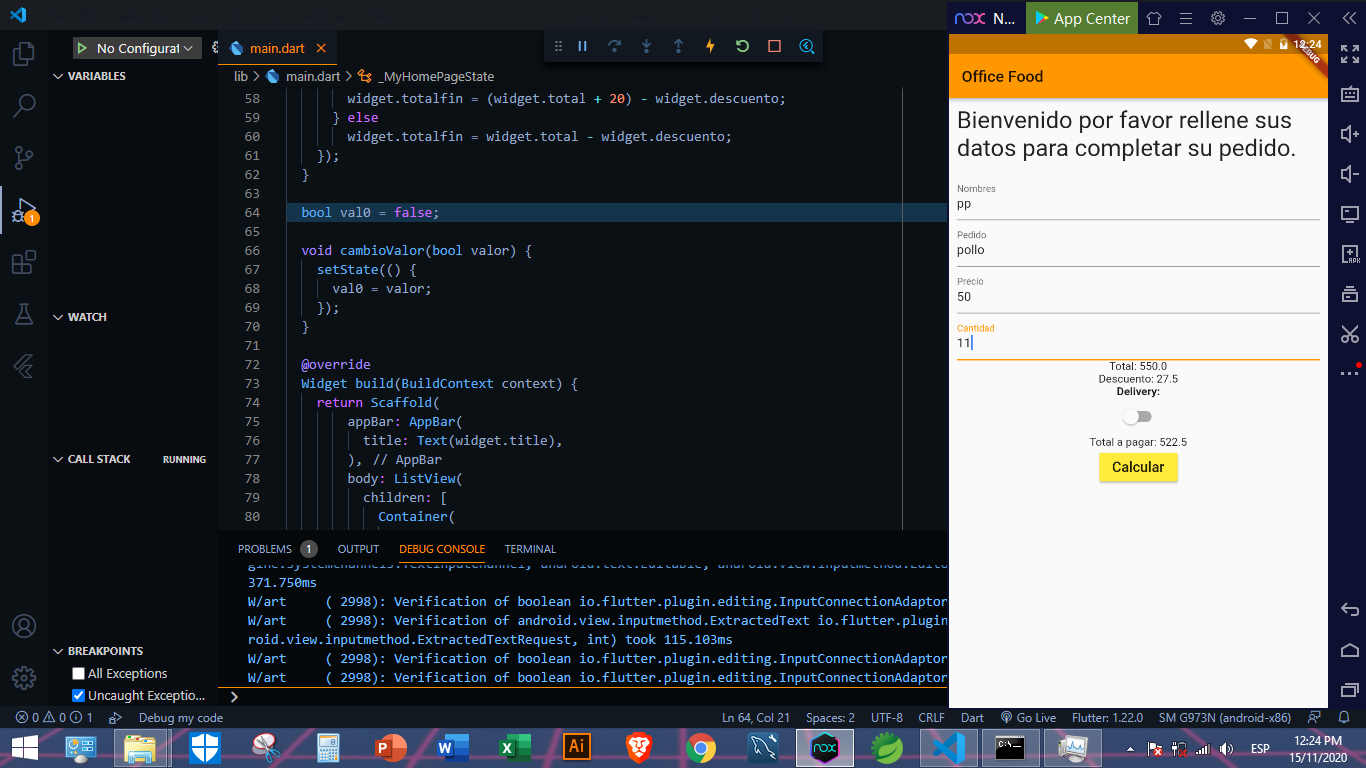 nox N... App Center
No Configurat
main.dart
12:24
DEBUG
VARIABLES
lib > main.dart > _MyHomePageState
Office Food
58 widget.totalfin = (widget.total + 20) - widget.descuento;
59 } else
60 widget.totalfin = widget.total - widget.descuento;
61 });
62 }
63
64 bool val0 = false;
65
66 void cambioValor(bool valor) {
67 setState(() {
68 val0 = valor;
69 });
70 }
71
72 @override
73 Widget build(BuildContext context) {
74 return Scaffold(
75 appBar: AppBar(
76 title: Text(widget.title),
77 ), // AppBar
78 body: ListView(
79 children: [
80 Container(
Bienvenido por favor rellene sus
datos para completar su pedido.
Nombres
pp
Pedido
pollo
Precio
50
Cantidad
11
Total: 550.0
Descuento: 27.5
Delivery:
Total a pagar: 522.5
Calcular
1
WATCH
CALL STACK RUNNING
BREAKPOINTS
All Exceptions
Uncaught Exceptio...
PROBLEMS 1 OUTPUT DEBUG CONSOLE TERMINAL
371.750ms
W/art ( 2998): Verification of boolean io.flutter.plugin.editing.InputConnectionAdaptor
W/art ( 2998): Verification of android.view.inputmethod.ExtractedText io.flutter.plugin
roid.view.inputmethod.ExtractedTextRequest, int) took 115.103ms
W/art ( 2998): Verification of boolean io.flutter.plugin.editing.InputConnectionAdaptor
W/art ( 2998): Verification of boolean io.flutter.plugin.editing.InputConnectionAdaptor
>
0 0 1 Debug my code Ln 64, Col 21 Spaces: 2 UTF-8 CRLF Dart Go Live Flutter: 1.22.0 SM G973N (android-x86)
ESP
12:24 PM
15/11/2020